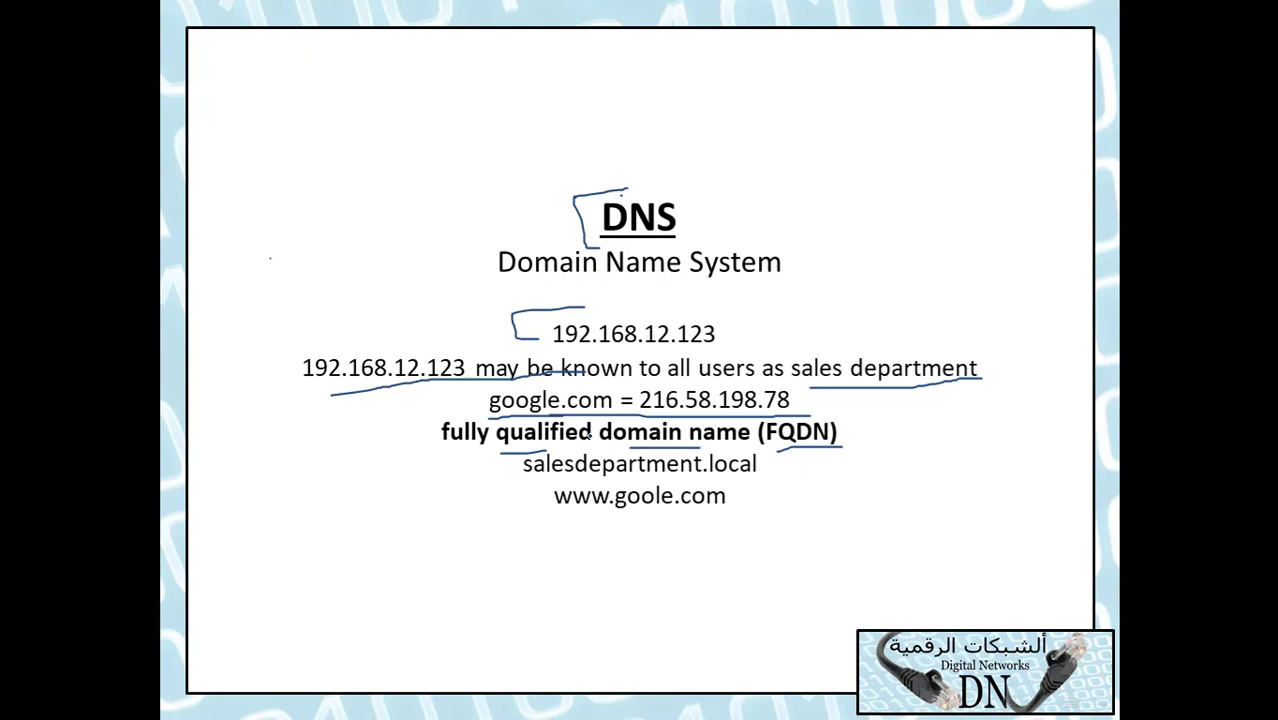 DNS
Domain Name System
192.168.12.123
192.168.12.123 may be known to all users as sales department
google.com = 216.58.198.78
fully qualified domain name (FQDN)
salesdepartment.local
www.goole.com
ألشبكات الرقمية
Digital Networks
DN